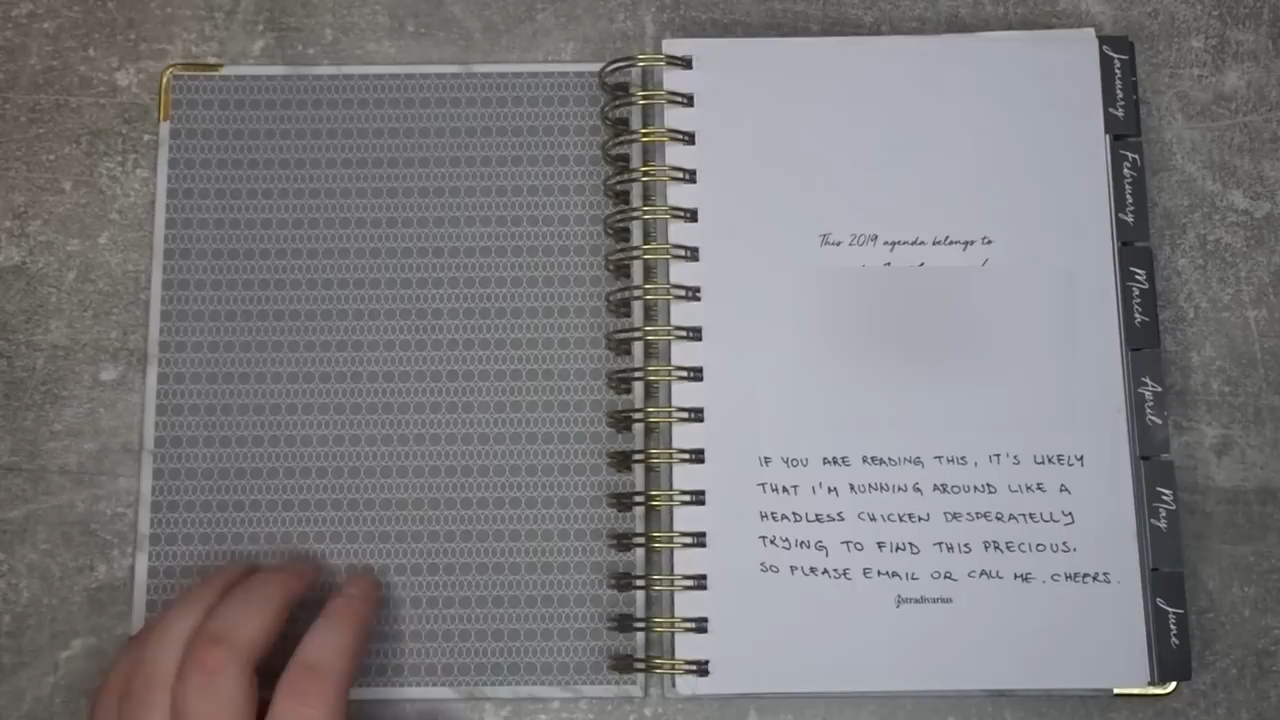 This 2019 agenda belongs to
IF YOU ARE READING THIS, IT'S LIKELY
THAT I'M RUNNING AROUND LIKE A
HEADLESS CHICKEN DESPERATELLY
TRYING TO FIND THIS PRECIOUS.
SO PLEASE EMAIL OR CALL ME. CHEERS.
stradivarius
January
February
March
April
May
June